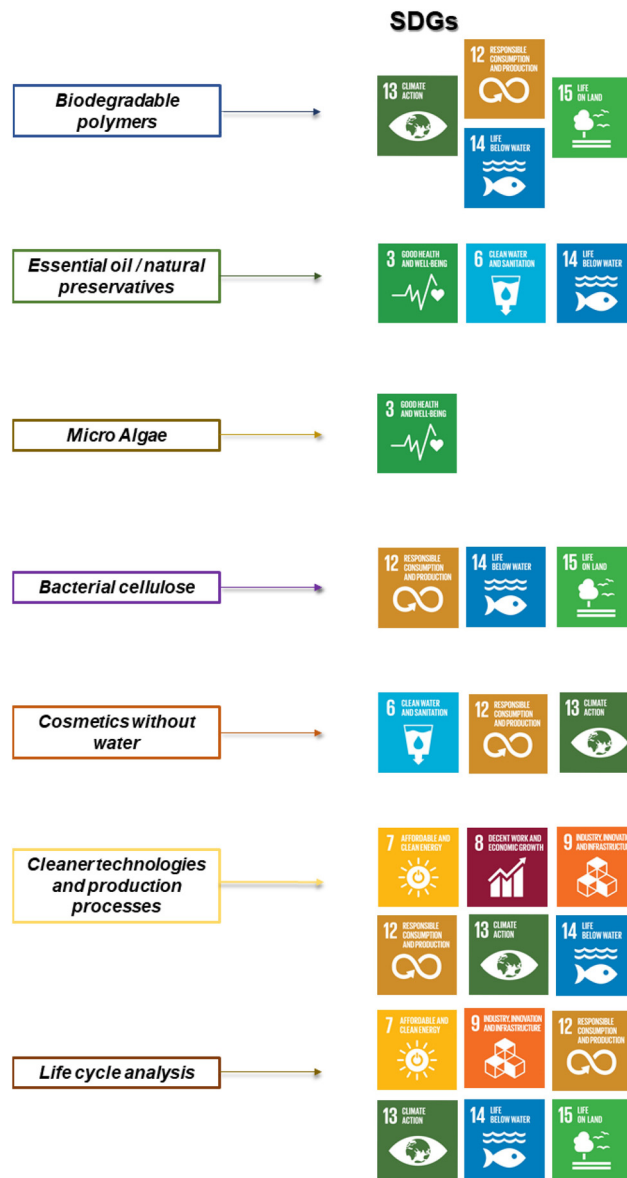 SDGs
Biodegradable
polymers
13 CLIMATE
ACTION
12 RESPONSIBLE
CONSUMPTION
AND PRODUCTION
15 LIFE
ON LAND
14 LIFE
BELOW WATER
Essential oil / natural
preservatives
3 GOOD HEALTH
AND WELL-BEING
6 CLEAN WATER
AND SANITATION
14 LIFE
BELOW WATER
Micro Algae
3 GOOD HEALTH
AND WELL-BEING
Bacterial cellulose
12 RESPONSIBLE
CONSUMPTION
AND PRODUCTION
14 LIFE
BELOW WATER
15 LIFE
ON LAND
Cosmetics without
water
6 CLEAN WATER
AND SANITATION
12 RESPONSIBLE
CONSUMPTION
AND PRODUCTION
13 CLIMATE
ACTION
Cleaner technologies
and production
processes
7 AFFORDABLE AND
CLEAN ENERGY
8 DECENT WORK AND
ECONOMIC GROWTH
9 INDUSTRY, INNOVATION
AND INFRASTRUCTURE
12 RESPONSIBLE
CONSUMPTION
AND PRODUCTION
13 CLIMATE
ACTION
14 LIFE
BELOW WATER
Life cycle analysis
7 AFFORDABLE AND
CLEAN ENERGY
9 INDUSTRY, INNOVATION
AND INFRASTRUCTURE
12 RESPONSIBLE
CONSUMPTION
AND PRODUCTION
13 CLIMATE
ACTION
14 LIFE
BELOW WATER
15 LIFE
ON LAND